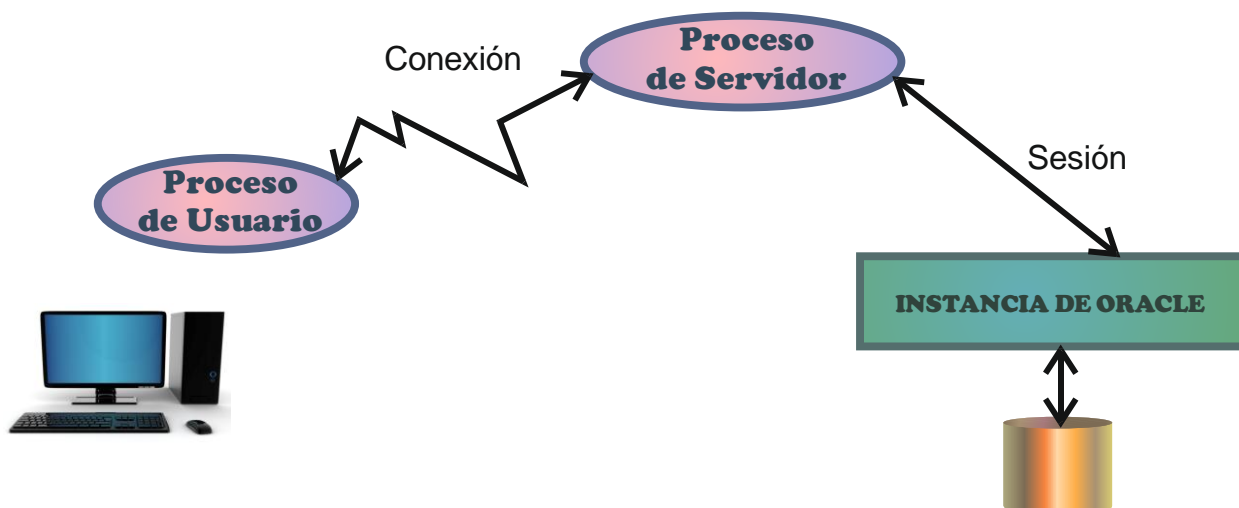 Conexión
Proceso
de Servidor
Sesión
Proceso
de Usuario
INSTANCIA DE ORACLE